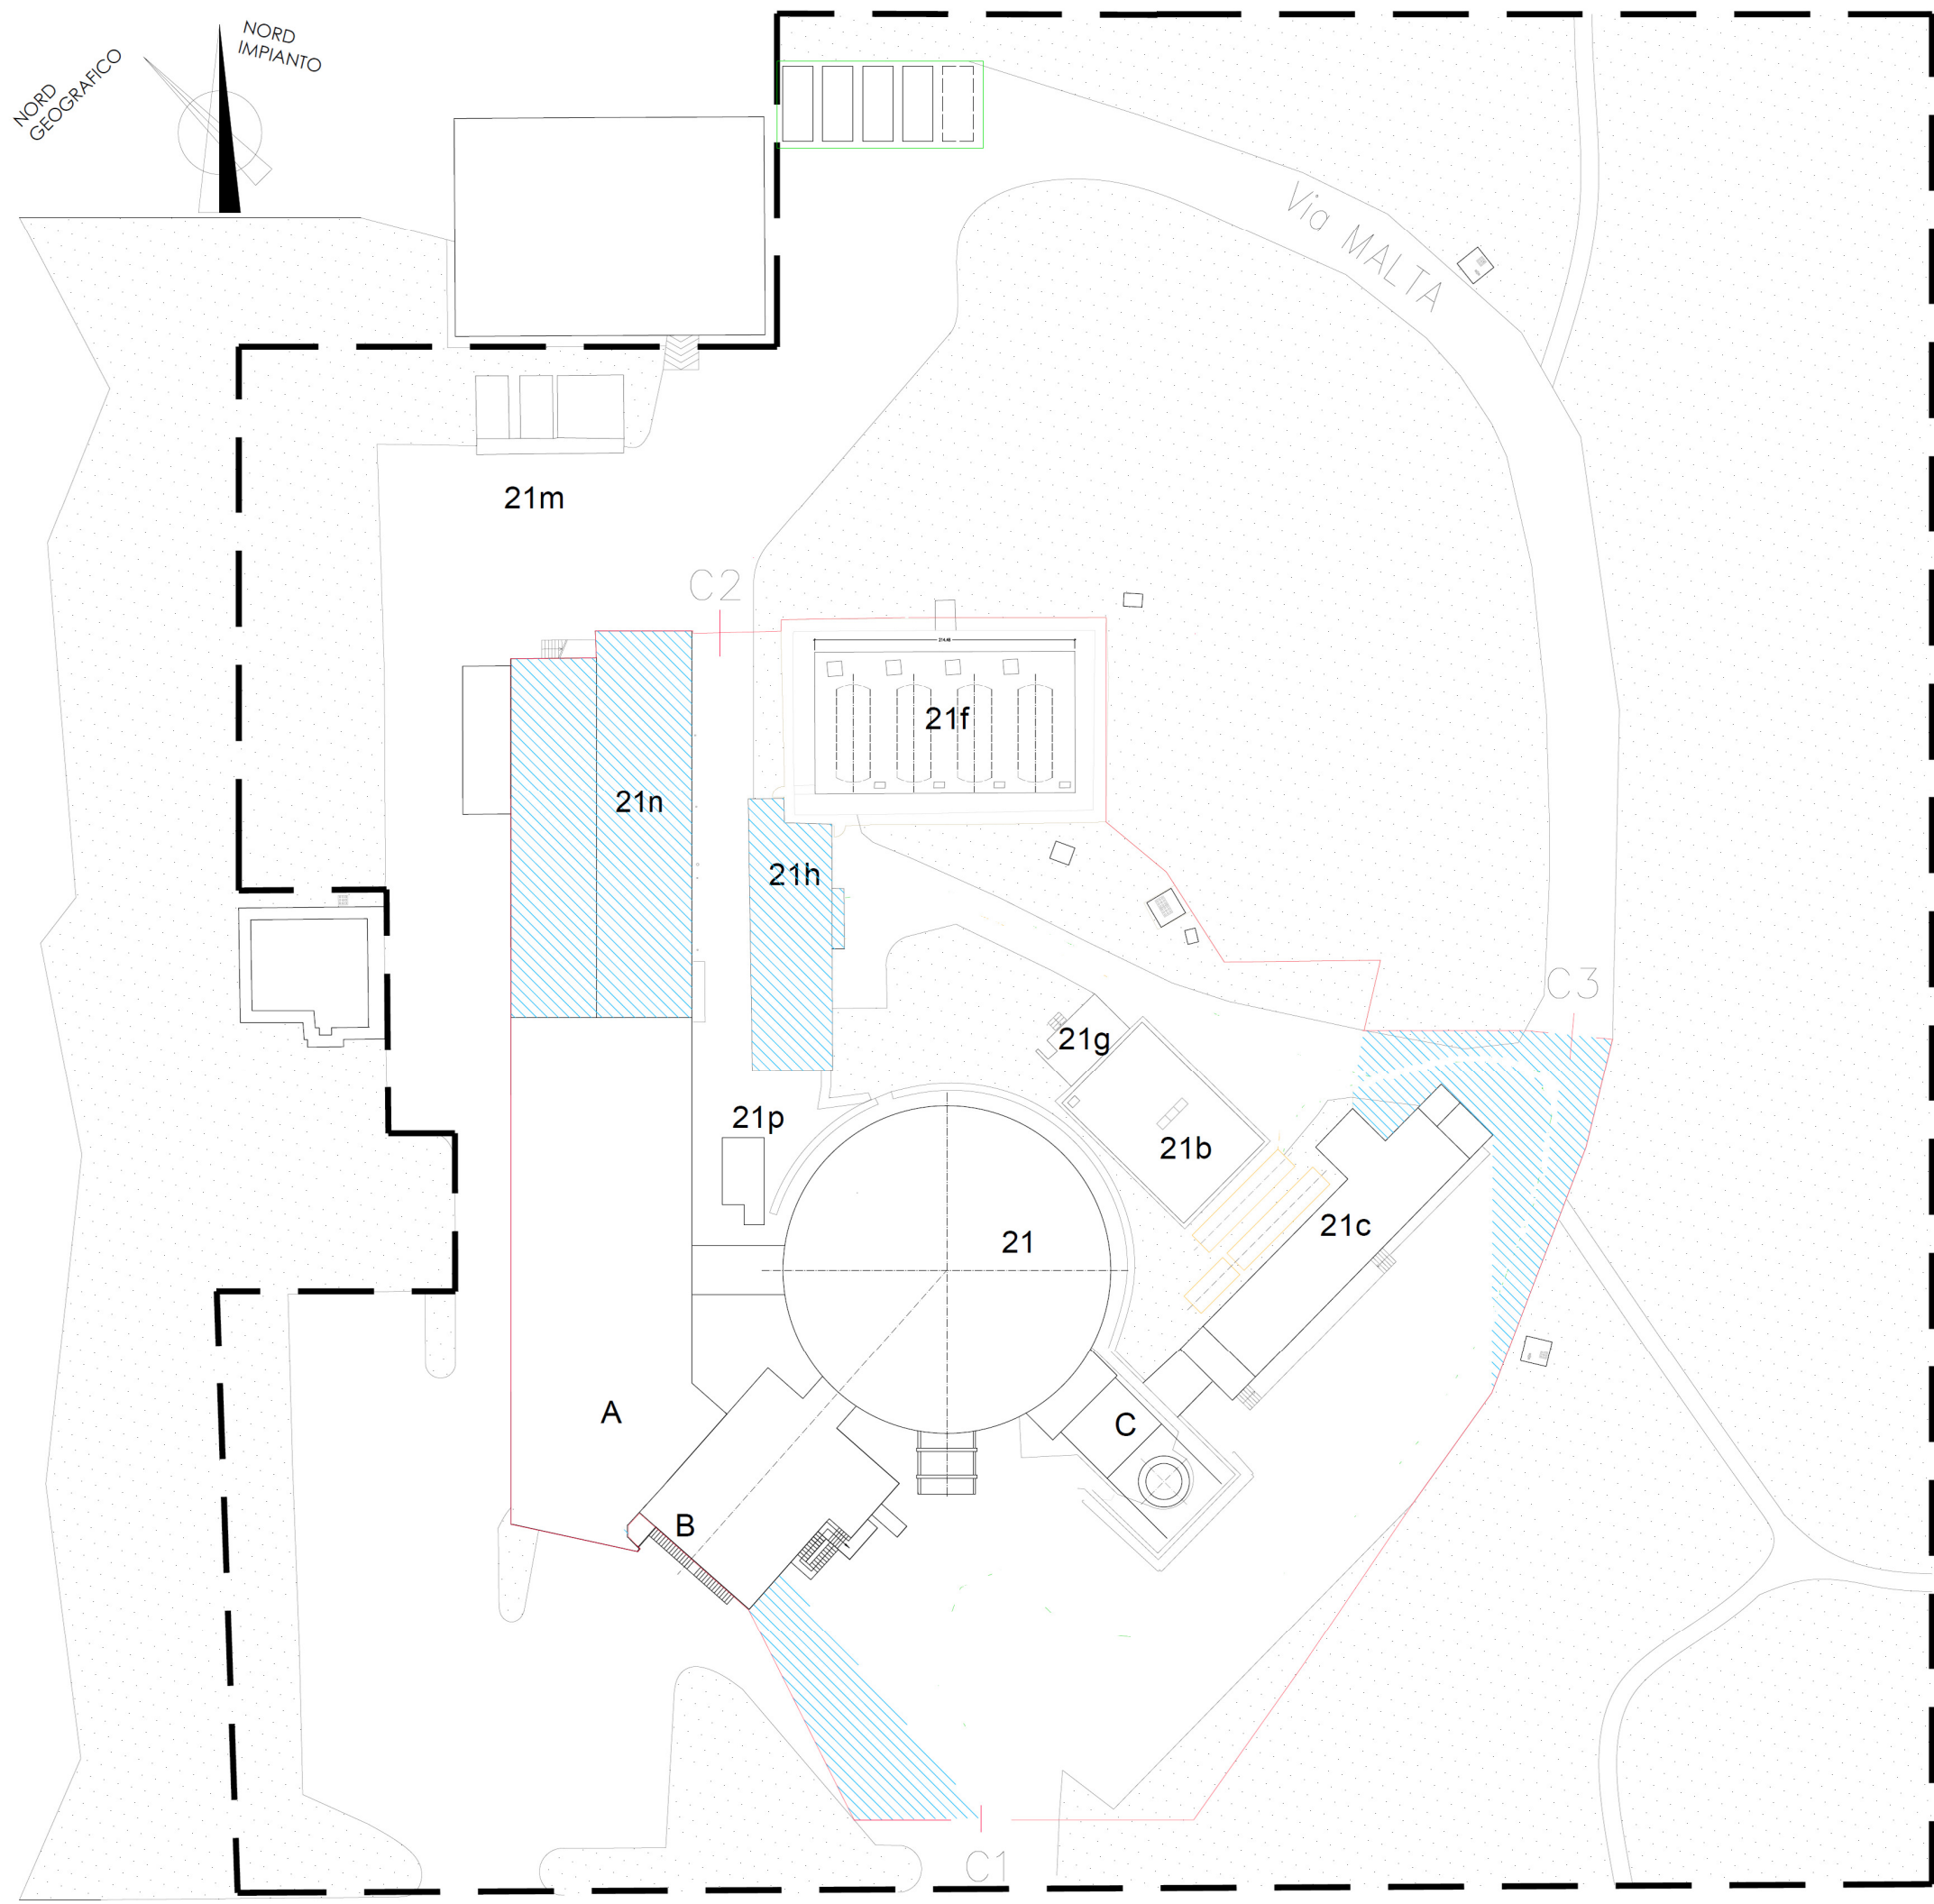 NORD
IMPIANTO
NORD
GEOGRAFICO
Via MALTA
21m
C2
21f
21n
21h
C3
21g
21p
21b
21c
21
A
C
B
C1